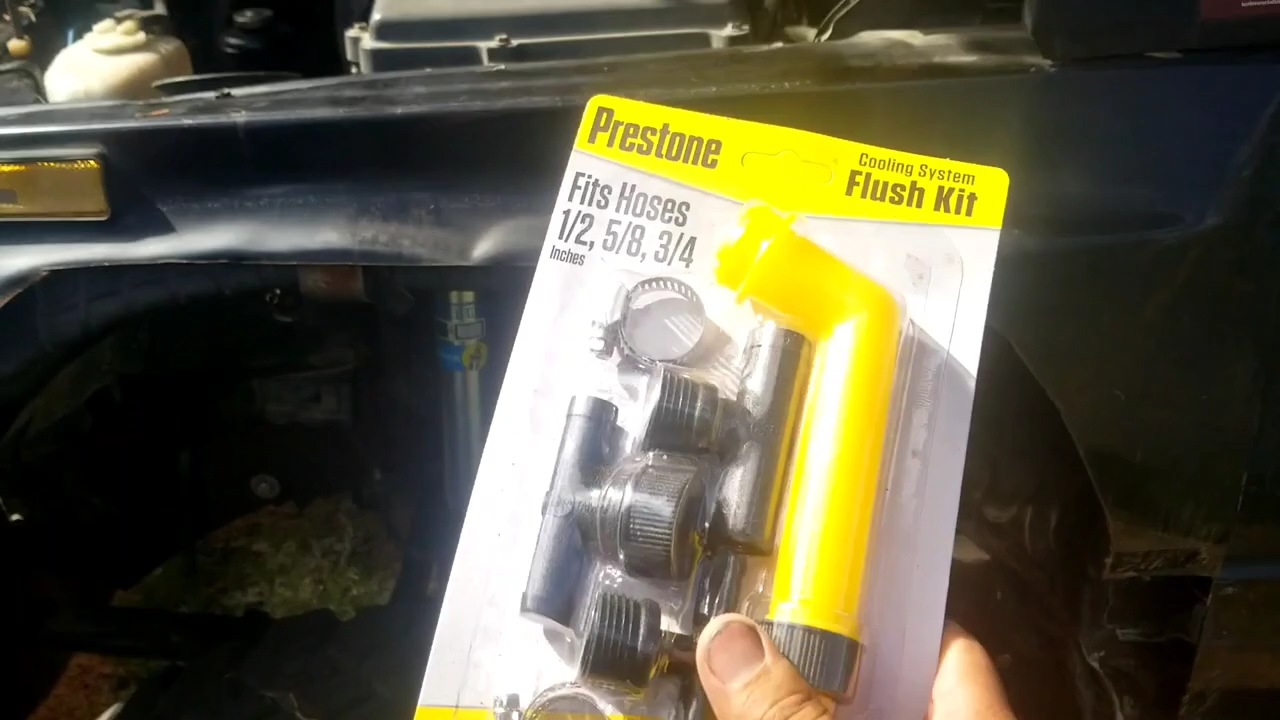 Prestone
Cooling System
Flush Kit
Fits Hoses
1/2, 5/8, 3/4
Inches